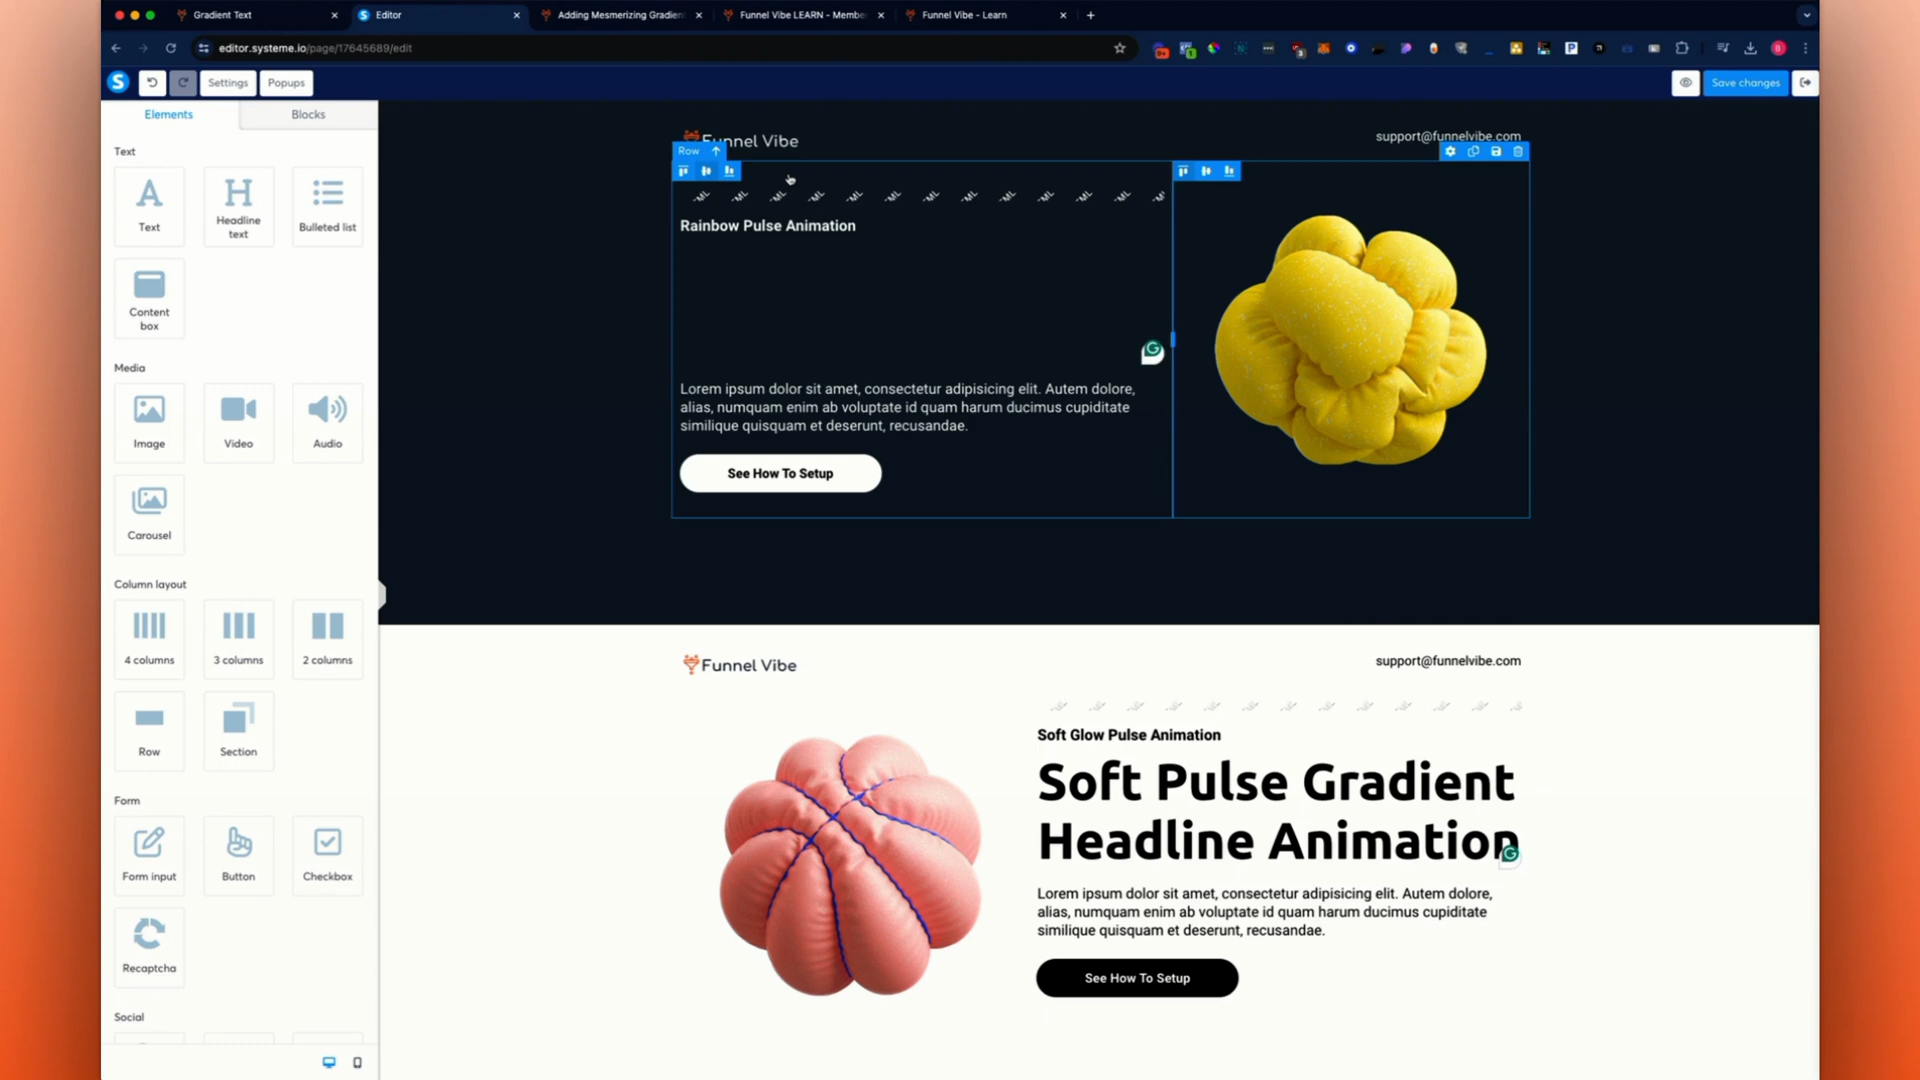 Gradient Text
Editor
Adding Mesmerizing Gradien
Funnel Vibe LEARN - Membe
Funnel Vibe - Learn
editor.systeme.io/page/17645689/edit
Settings
Popups
Save changes
Elements
Blocks
Text
Text
Headline text
Bulleted list
Content box
Media
Image
Video
Audio
Carousel
Column layout
4 columns
3 columns
2 columns
Row
Section
Form
Form input
Button
Checkbox
Recaptcha
Social
Funnel Vibe
support@funnelvibe.com
Row
Rainbow Pulse Animation
Lorem ipsum dolor sit amet, consectetur adipisicing elit. Autem dolore,
alias, numquam enim ab voluptate id quam harum ducimus cupiditate
similique quisquam et deserunt, recusandae.
See How To Setup
Funnel Vibe
support@funnelvibe.com
Soft Glow Pulse Animation
Soft Pulse Gradient
Headline Animation
Lorem ipsum dolor sit amet, consectetur adipisicing elit. Autem dolore,
alias, numquam enim ab voluptate id quam harum ducimus cupiditate
similique quisquam et deserunt, recusandae.
See How To Setup